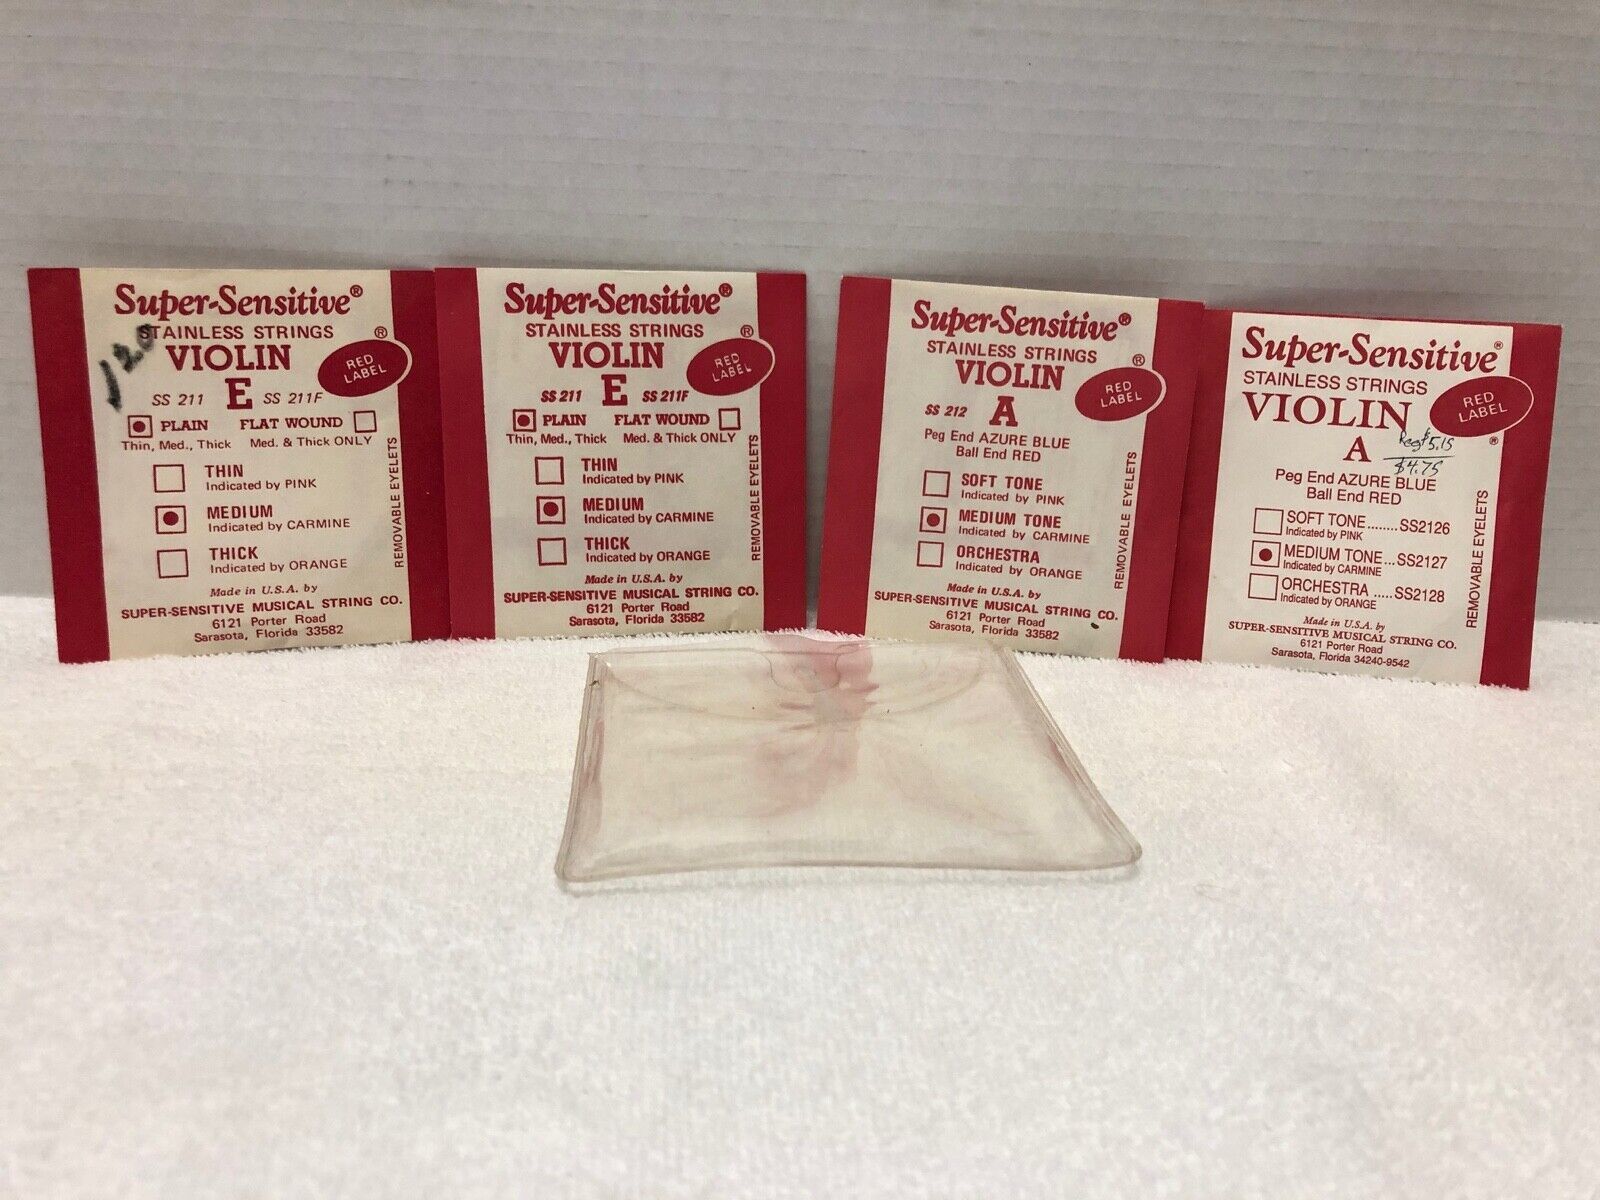 Super-Sensitive®
STAINLESS STRINGS
VIOLIN
RED LABEL ®
SS 211 E SS 211F
PLAIN FLAT WOUND
Thin, Med., Thick Med. & Thick ONLY
THIN
Indicated by PINK
MEDIUM
Indicated by CARMINE
THICK
Indicated by ORANGE
REMOVABLE EYELETS
Made in U.S.A. by
SUPER-SENSITIVE MUSICAL STRING CO.
6121 Porter Road
Sarasota, Florida 33582
Super-Sensitive®
STAINLESS STRINGS
VIOLIN
RED LABEL ®
SS 211 E SS 211F
PLAIN FLAT WOUND
Thin, Med., Thick Med. & Thick ONLY
THIN
Indicated by PINK
MEDIUM
Indicated by CARMINE
THICK
Indicated by ORANGE
REMOVABLE EYELETS
Made in U.S.A. by
SUPER-SENSITIVE MUSICAL STRING CO.
6121 Porter Road
Sarasota, Florida 33582
Super-Sensitive®
STAINLESS STRINGS
VIOLIN
RED LABEL ®
SS 212 A
Peg End AZURE BLUE
Ball End RED
SOFT TONE
Indicated by PINK
MEDIUM TONE
Indicated by CARMINE
ORCHESTRA
Indicated by ORANGE
REMOVABLE EYELETS
Made in U.S.A. by
SUPER-SENSITIVE MUSICAL STRING CO.
6121 Porter Road
Sarasota, Florida 33582
Super-Sensitive®
STAINLESS STRINGS
VIOLIN
RED LABEL ®
A
Reg $5.15
$4.75
Peg End AZURE BLUE
Ball End RED
SOFT TONE........SS2126
Indicated by PINK
MEDIUM TONE...SS2127
Indicated by CARMINE
ORCHESTRA .....SS2128
Indicated by ORANGE
REMOVABLE EYELETS
Made in U.S.A. by
SUPER-SENSITIVE MUSICAL STRING CO.
6121 Porter Road
Sarasota, Florida 34240-9542